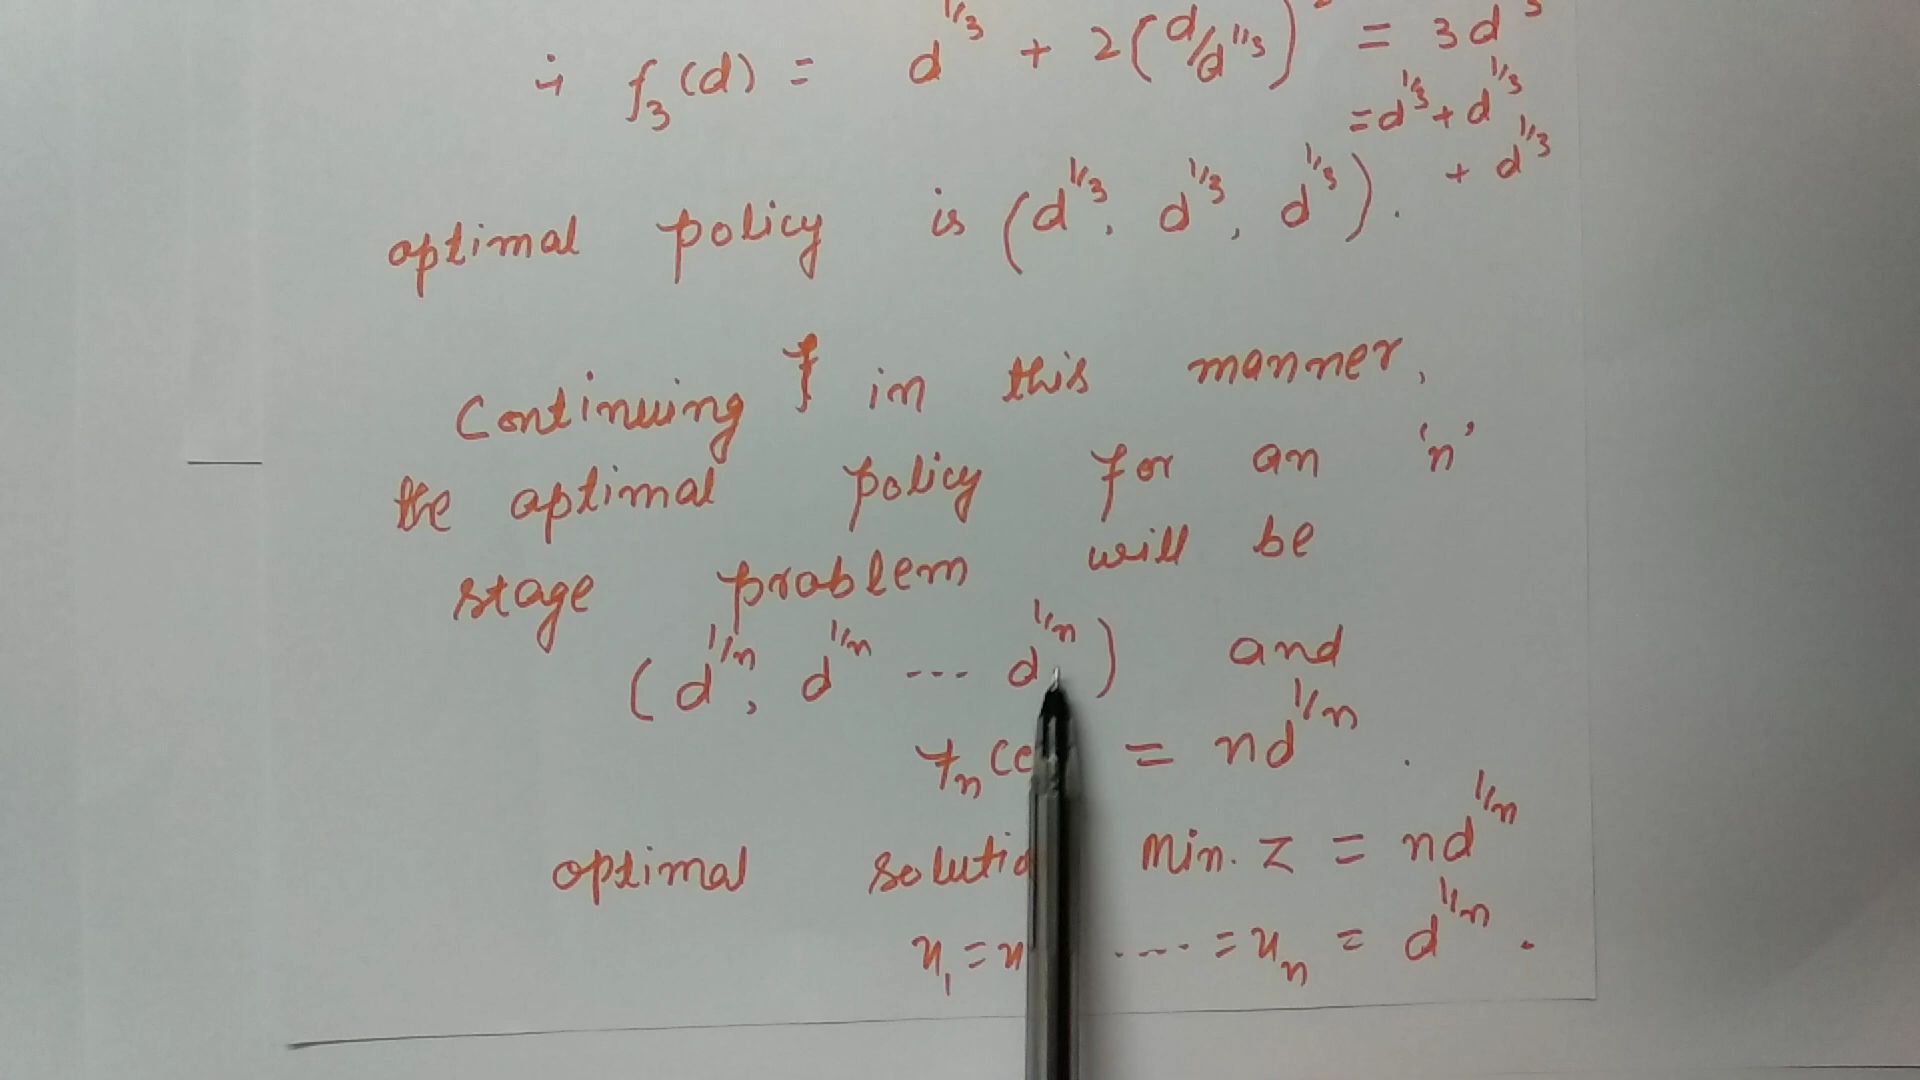 ∴ f₃(d) = d^{1/3} + 2(d/d^{1/3}) = 3d
= d^{1/3} + d^{1/3}
+ d^{1/3}
optimal policy is (d^{1/3}, d^{1/3}, d^{1/3}).
Continuing in this manner,
the optimal policy for an 'n'
stage problem will be
(d^{1/n}, d^{1/n} --- d^{1/n}) and
fₙ( = nd^{1/n}.
optimal solutio min. Z = nd^{1/n}
x₁ = x ---- = xₙ = d^{1/n}.